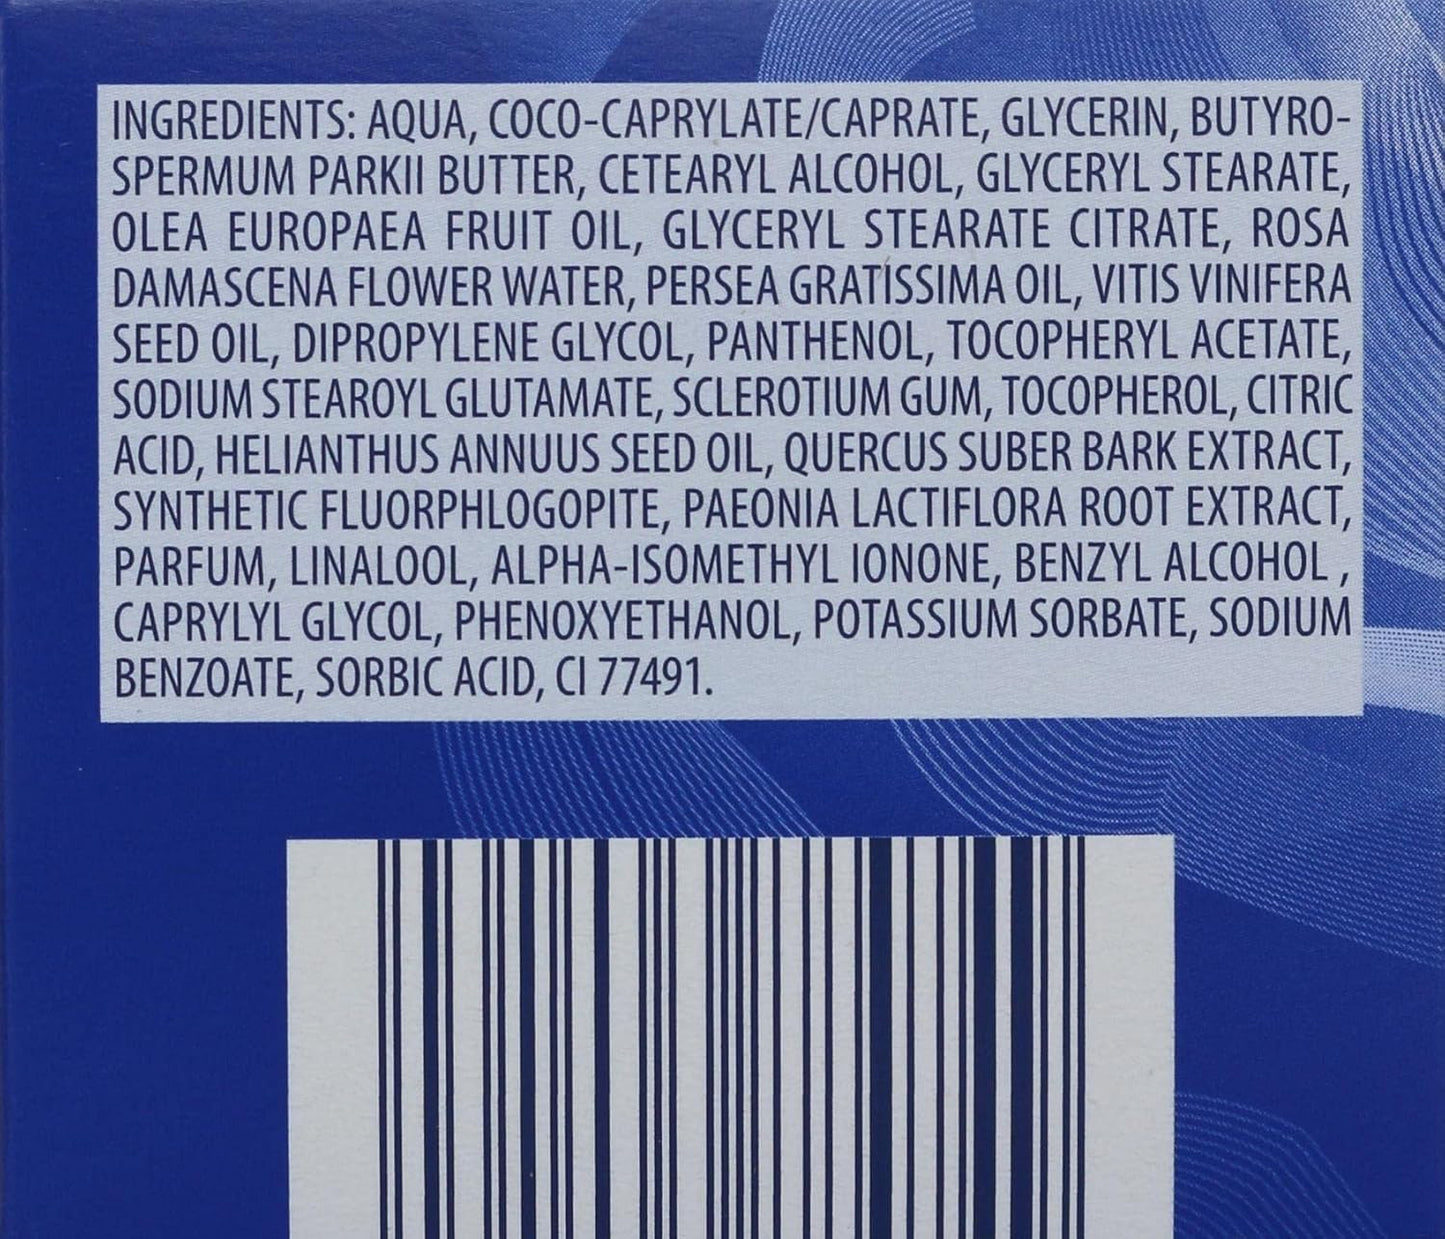 INGREDIENTS: AQUA, COCO-CAPRYLATE/CAPRATE, GLYCERIN, BUTYRO-
SPERMUM PARKII BUTTER, CETEARYL ALCOHOL, GLYCERYL STEARATE,
OLEA EUROPAEA FRUIT OIL, GLYCERYL STEARATE CITRATE, ROSA
DAMASCENA FLOWER WATER, PERSEA GRATISSIMA OIL, VITIS VINIFERA
SEED OIL, DIPROPYLENE GLYCOL, PANTHENOL, TOCOPHERYL ACETATE,
SODIUM STEAROYL GLUTAMATE, SCLEROTIUM GUM, TOCOPHEROL, CITRIC
ACID, HELIANTHUS ANNUUS SEED OIL, QUERCUS SUBER BARK EXTRACT,
SYNTHETIC FLUORPHLOGOPITE, PAEONIA LACTIFLORA ROOT EXTRACT,
PARFUM, LINALOOL, ALPHA-ISOMETHYL IONONE, BENZYL ALCOHOL ,
CAPRYLYL GLYCOL, PHENOXYETHANOL, POTASSIUM SORBATE, SODIUM
BENZOATE, SORBIC ACID, CI 77491.